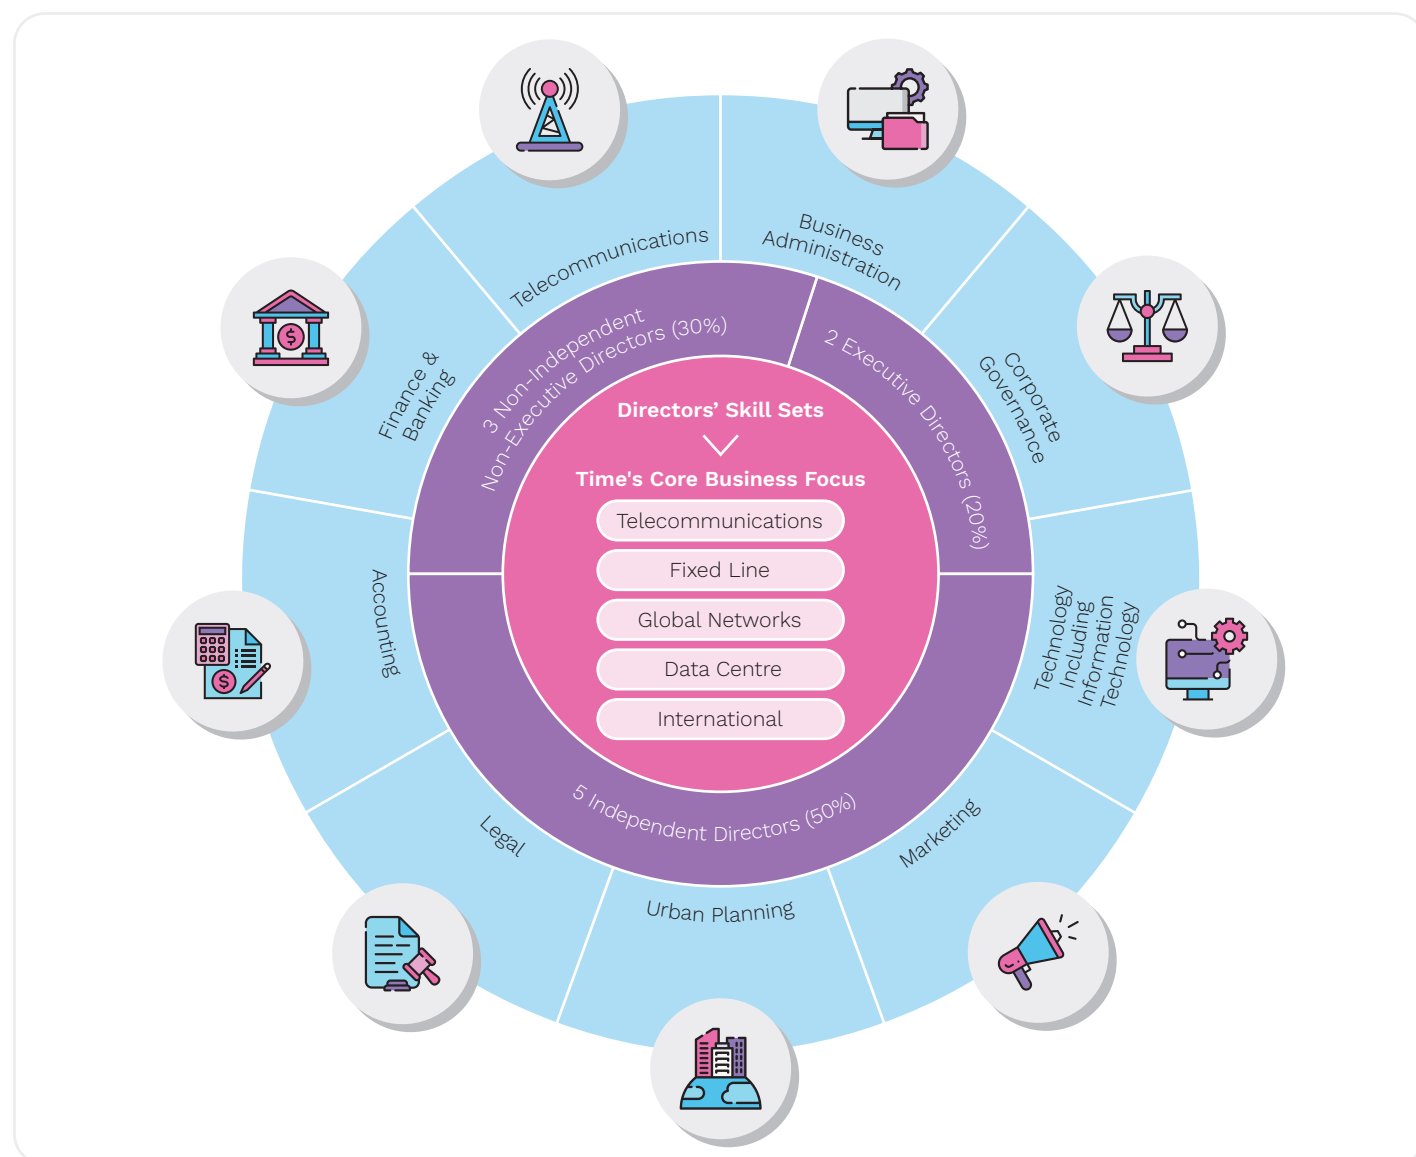 Telecommunications
Business
Administration
Corporate
Governance
Technology
Including
Information
Technology
Marketing
Urban Planning
Legal
Accounting
Finance &
Banking
3 Non-Independent
Non-Executive Directors (30%)
2 Executive Directors (20%)
5 Independent Directors (50%)
Directors’ Skill Sets
Time's Core Business Focus
Telecommunications
Fixed Line
Global Networks
Data Centre
International
$
$